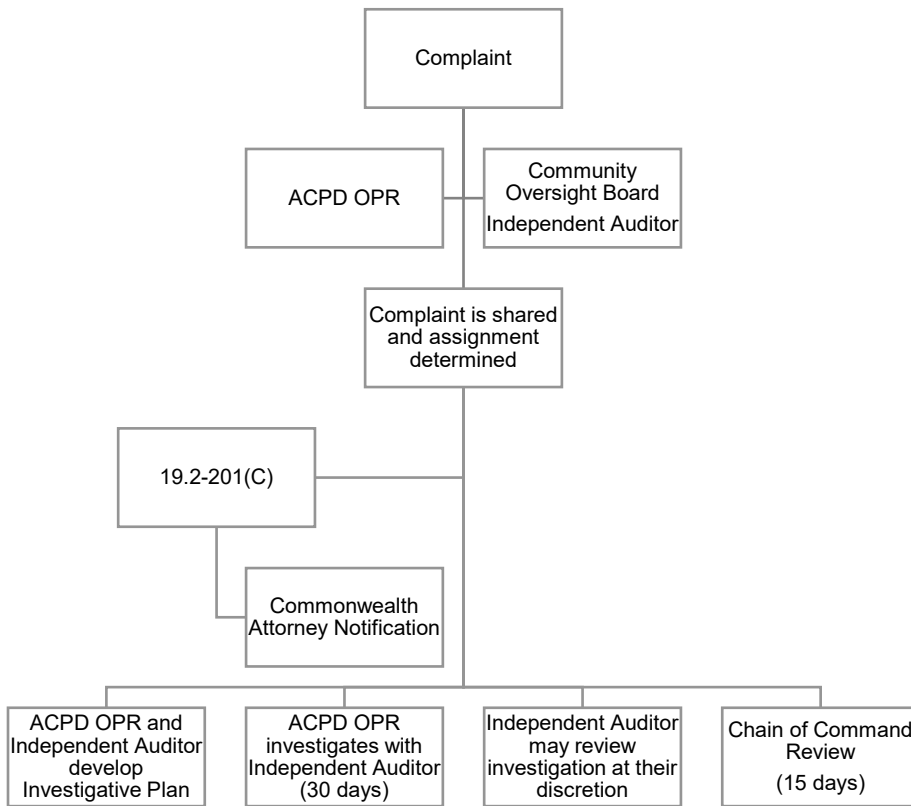 Complaint
ACPD OPR
Community
Oversight Board
Independent Auditor
Complaint is shared
and assignment
determined
19.2-201(C)
Commonwealth
Attorney Notification
ACPD OPR and
Independent Auditor
develop
Investigative Plan
ACPD OPR
investigates with
Independent Auditor
(30 days)
Independent Auditor
may review
investigation at their
discretion
Chain of Command
Review
(15 days)